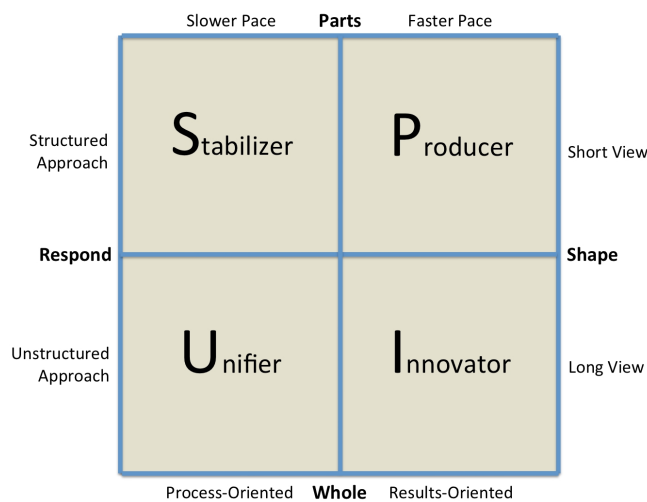 Slower Pace Parts Faster Pace
Structured
Approach
Stabilizer Producer
Short View
Respond Shape
Unstructured
Approach
Unifier Innovator
Long View
Process-Oriented Whole Results-Oriented